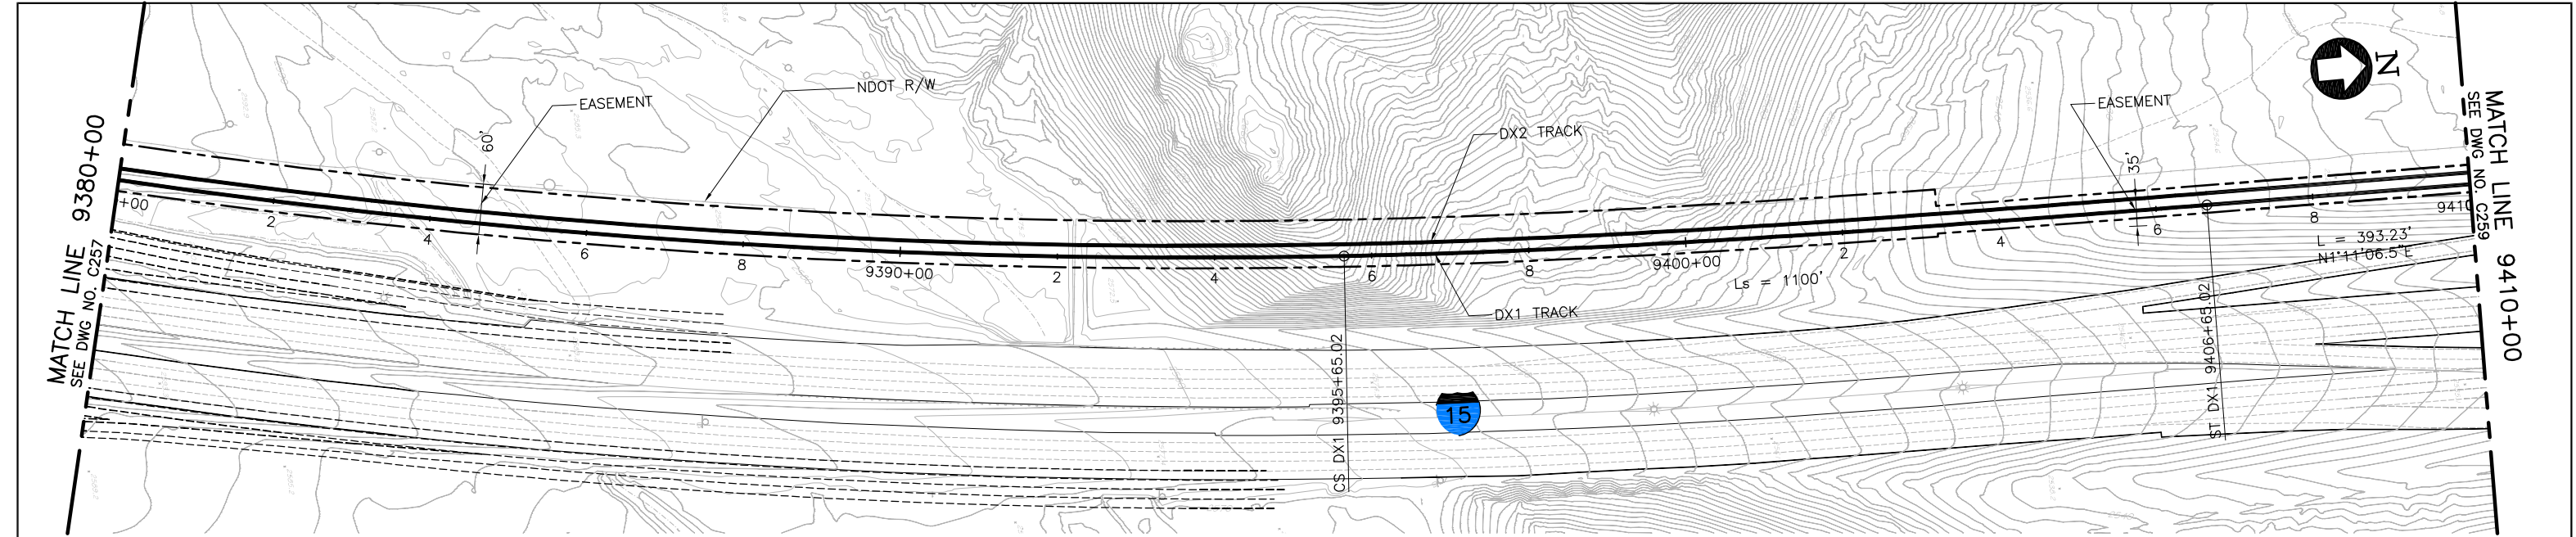 MATCH LINE 9380+00
SEE DWG NO. C257
+00
2
4
6
8
9390+00
2
4
6
8
9400+00
2
4
6
8
9410
60'
EASEMENT
NDOT R/W
DX2 TRACK
DX1 TRACK
CS DX1 9395+65.02
15
Ls = 1100'
EASEMENT
35'
ST DX1 9406+65.02
L = 393.23'
N1°11'06.5"E
N
MATCH LINE 9410+00
SEE DWG NO. C259